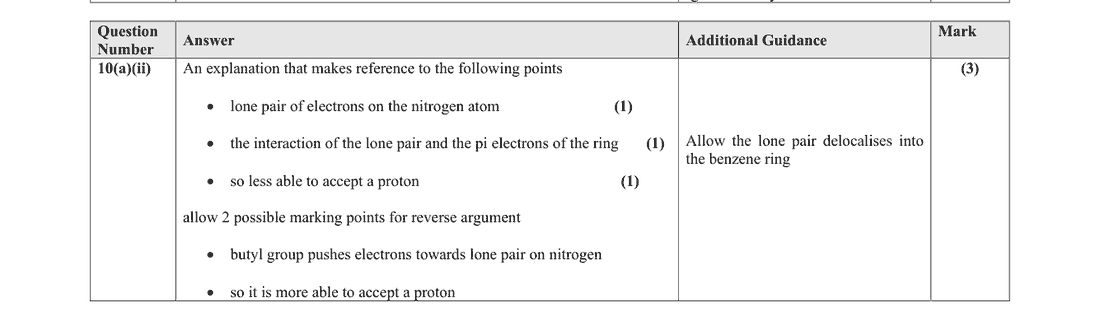 Question Number
Answer
Additional Guidance
Mark
10(a)(ii)
An explanation that makes reference to the following points
(3)
• lone pair of electrons on the nitrogen atom (1)
• the interaction of the lone pair and the pi electrons of the ring (1)
Allow the lone pair delocalises into
the benzene ring
• so less able to accept a proton (1)
allow 2 possible marking points for reverse argument
• butyl group pushes electrons towards lone pair on nitrogen
• so it is more able to accept a proton